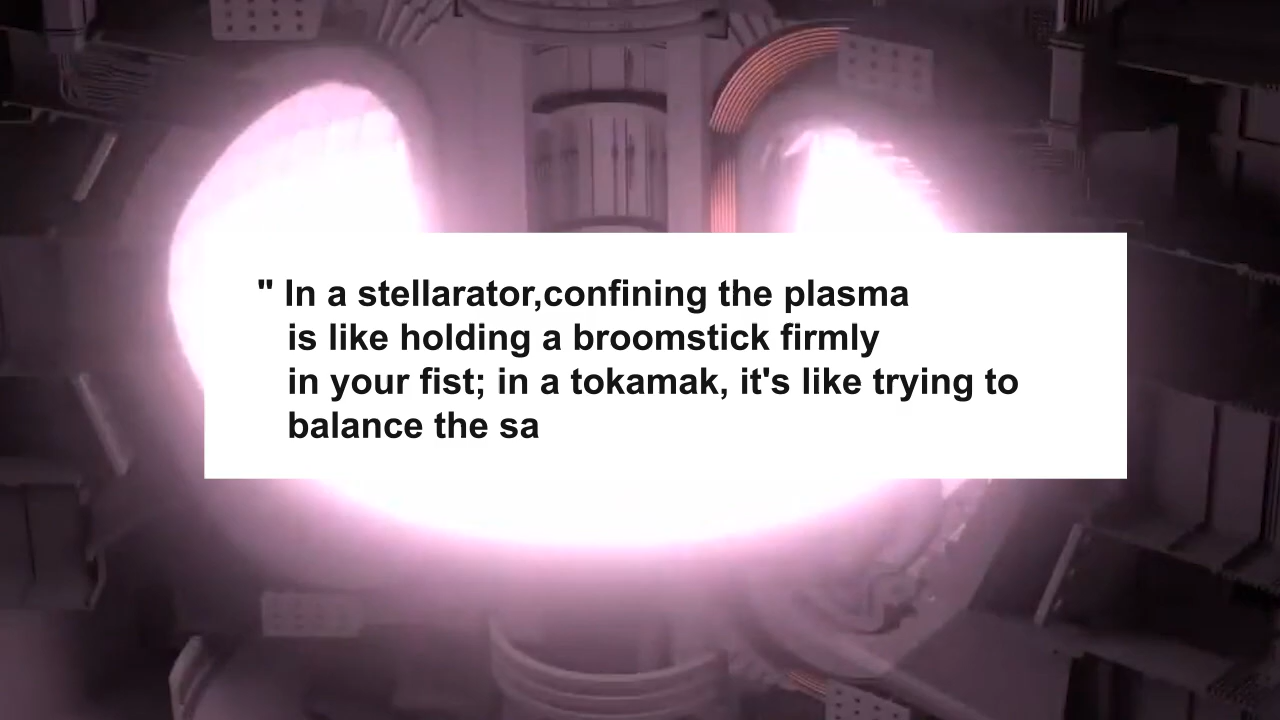 " In a stellarator,confining the plasma
is like holding a broomstick firmly
in your fist; in a tokamak, it's like trying to
balance the sa